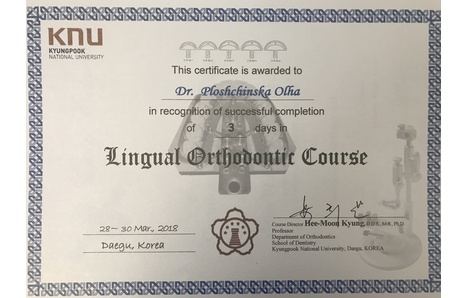 KNU
KYUNGPOOK
NATIONAL UNIVERSITY
This certificate is awarded to
Dr. Ploshchinska Olha
in recognition of successful completion
of 3 days in
Lingual Orthodontic Course
28~30 Mar., 2018
Daegu, Korea
Course Director Hee-Moon Kyung, D.D.S., M.S., Ph.D.
Professor
Department of Orthodontics
School of Dentistry
Kyungpook National University, Daegu, KOREA